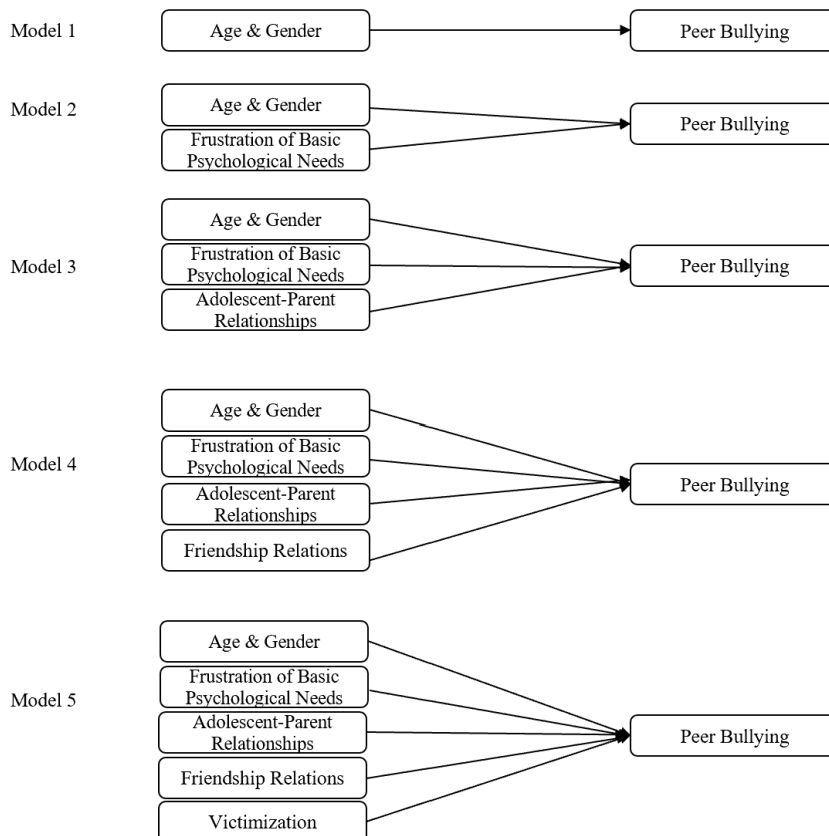 Model 1
Age & Gender
Peer Bullying
Model 2
Age & Gender
Frustration of Basic
Psychological Needs
Peer Bullying
Model 3
Age & Gender
Frustration of Basic
Psychological Needs
Adolescent-Parent
Relationships
Peer Bullying
Model 4
Age & Gender
Frustration of Basic
Psychological Needs
Adolescent-Parent
Relationships
Friendship Relations
Peer Bullying
Model 5
Age & Gender
Frustration of Basic
Psychological Needs
Adolescent-Parent
Relationships
Friendship Relations
Victimization
Peer Bullying